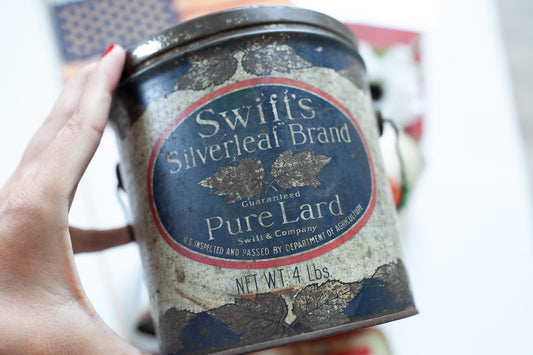 Swift's
Silverleaf Brand
Guaranteed
Pure Lard
Swift & Company
U.S. INSPECTED AND PASSED BY DEPARTMENT OF AGRICULTURE
NET WT 4 Lbs.